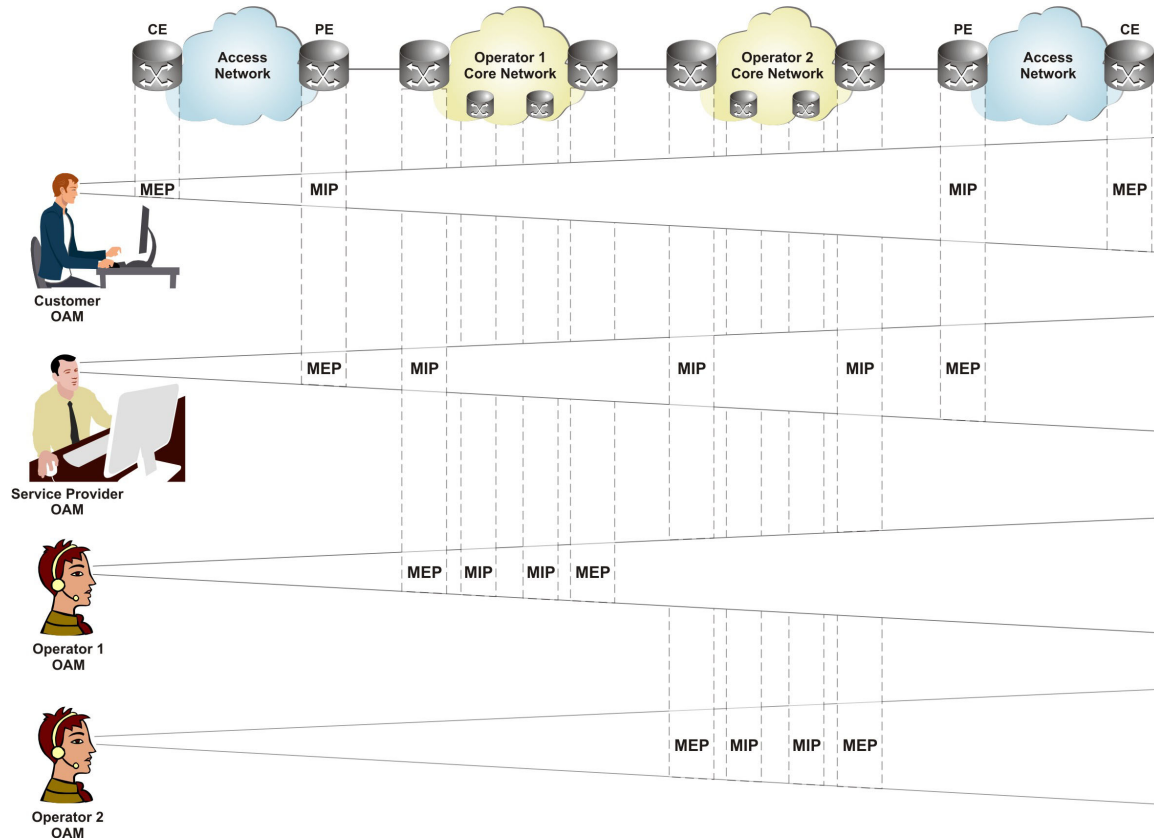 CE
PE
PE
CE
Access
Network
Operator 1
Core Network
Operator 2
Core Network
Access
Network
MEP
MIP
MIP
MEP
Customer
OAM
MEP
MIP
MIP
MIP
MEP
Service Provider
OAM
MEP
MIP
MIP
MEP
Operator 1
OAM
MEP
MIP
MIP
MEP
Operator 2
OAM